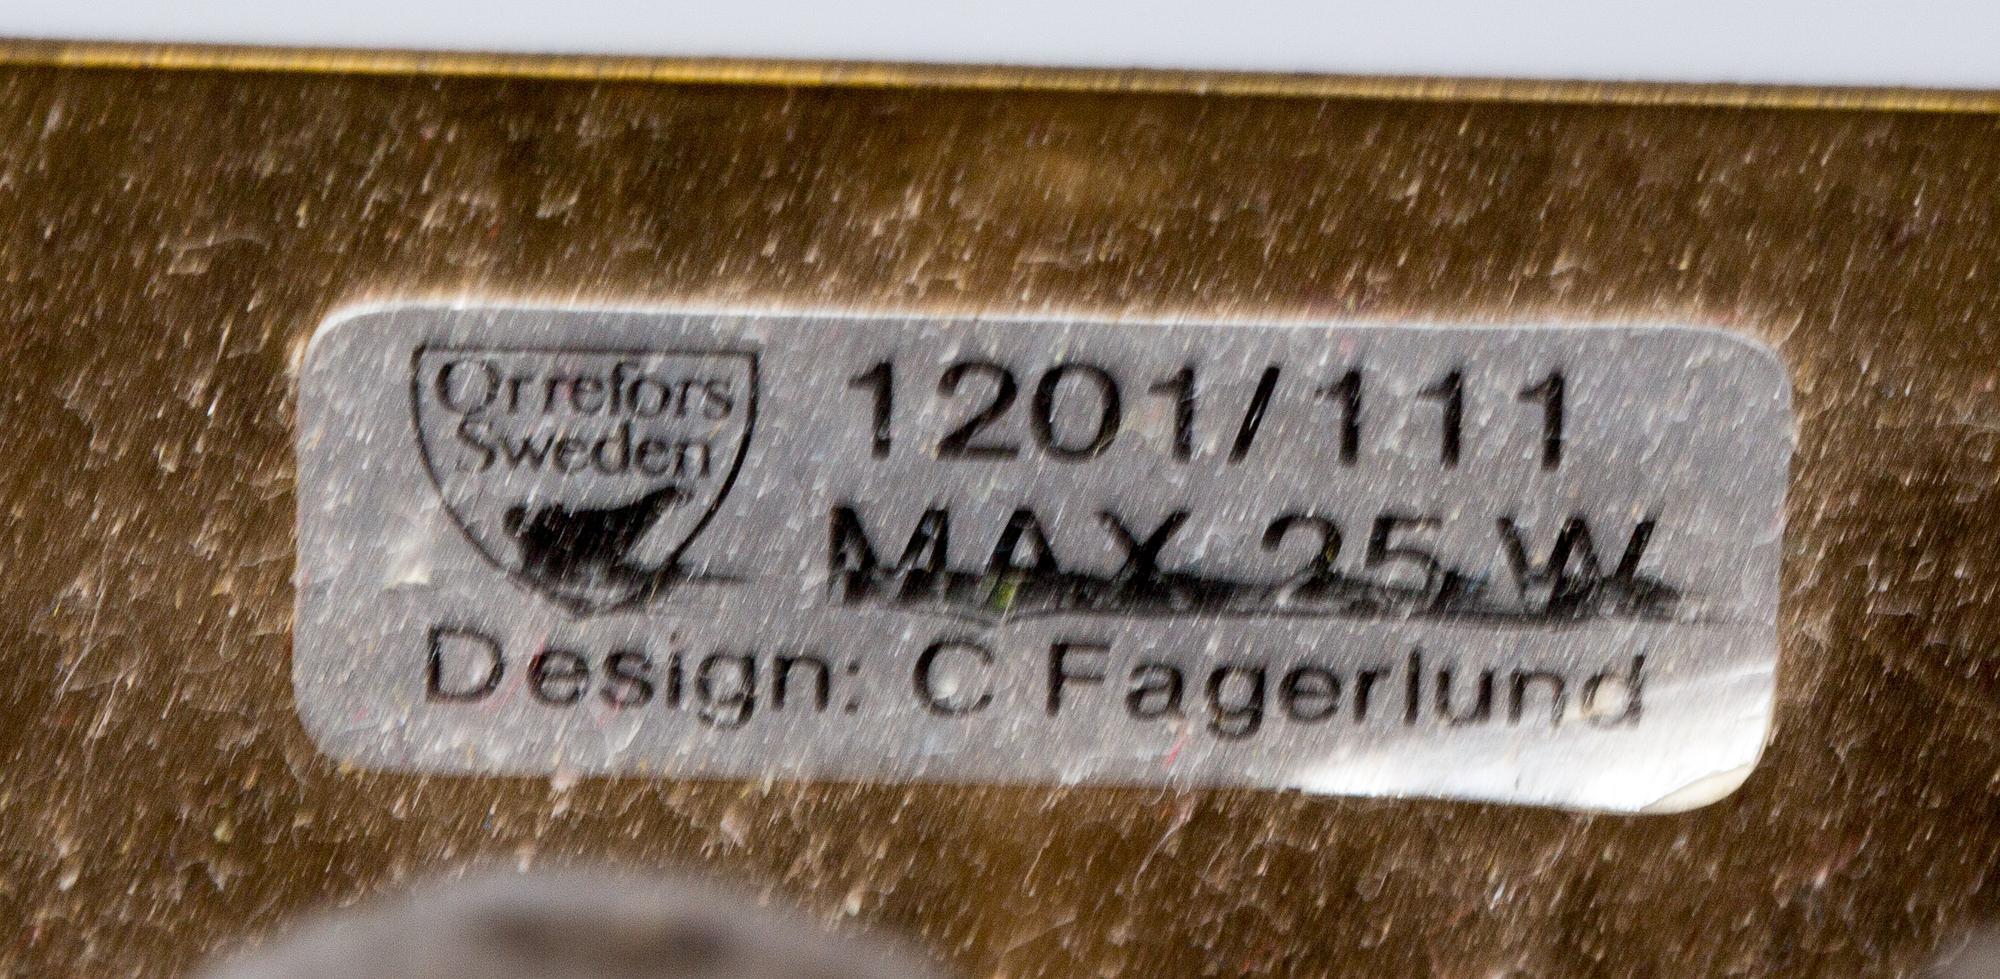 Orrefors
Sweden
1201/111
MAX 25 W
Design: C Fagerlund